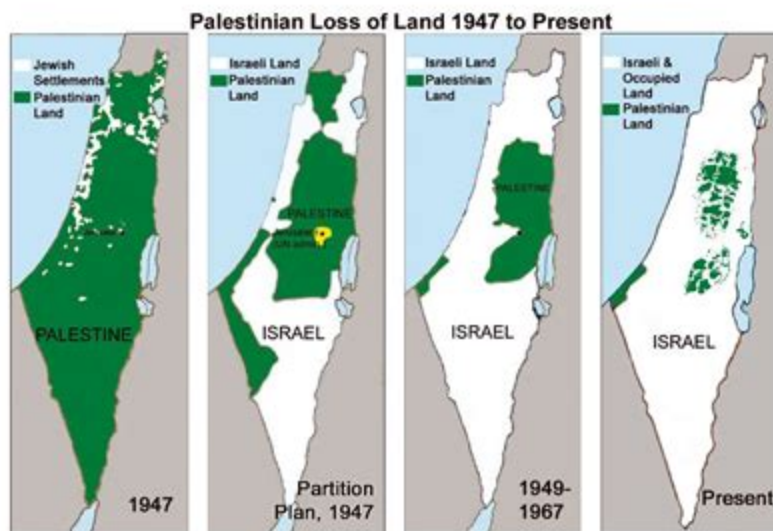 Palestinian Loss of Land 1947 to Present
Jewish
Settlements
Palestinian
Land
PALESTINE
1947
Israeli Land
Palestinian
Land
PALESTINE
ISRAEL
Partition
Plan, 1947
Israeli Land
Palestinian
Land
PALESTINE
ISRAEL
1949-
1967
Israeli &
Occupied
Land
Palestinian
Land
ISRAEL
Present